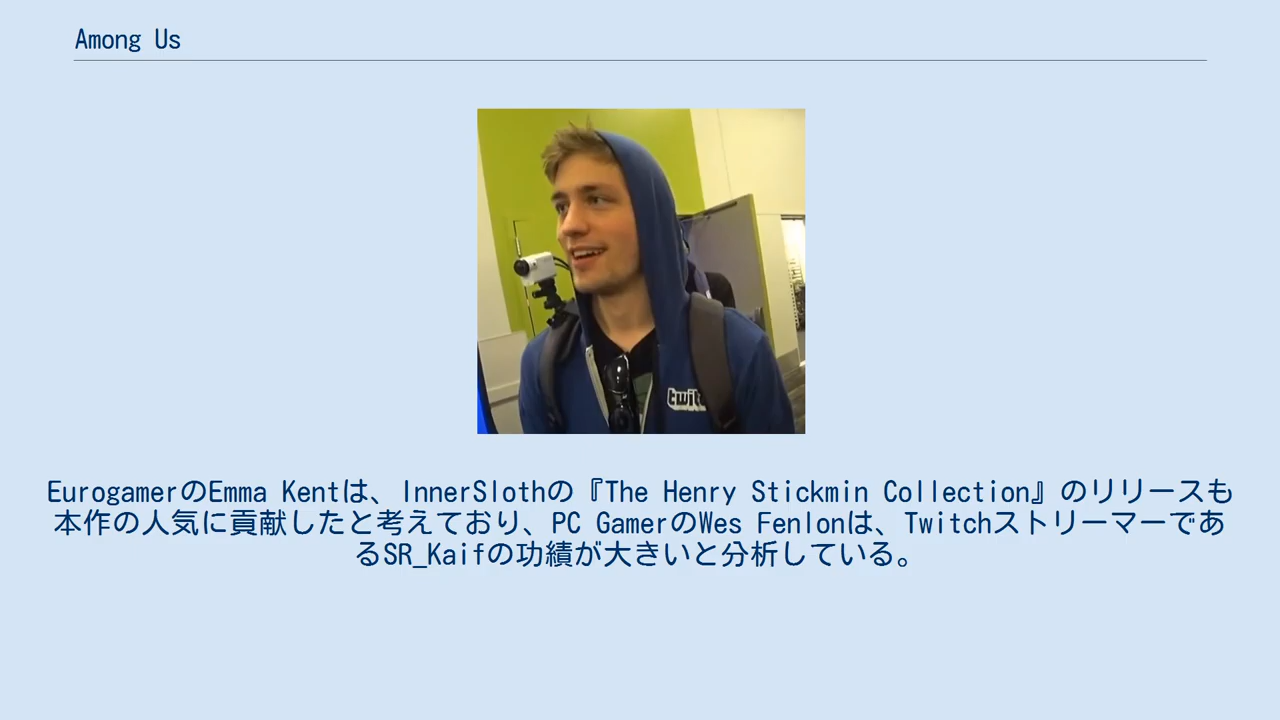 Among Us
twitc
EurogamerのEmma Kentは、InnerSlothの『The Henry Stickmin Collection』のリリースも
本作の人気に貢献したと考えており、PC GamerのWes Fenlonは、Twitchストリーマーであ
るSR_Kaifの功績が大きいと分析している。